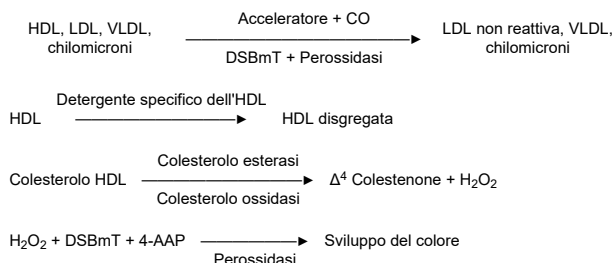 Acceleratore + CO
HDL, LDL, VLDL, chilomicroni ————————————► LDL non reattiva, VLDL, chilomicroni
DSBmT + Perossidasi
Detergente specifico dell'HDL
HDL ——————————► HDL disgregata
Colesterolo esterasi
Colesterolo HDL ——————————► Δ⁴ Colestenone + H₂O₂
Colesterolo ossidasi
H₂O₂ + DSBmT + 4-AAP ——————► Sviluppo del colore
Perossidasi